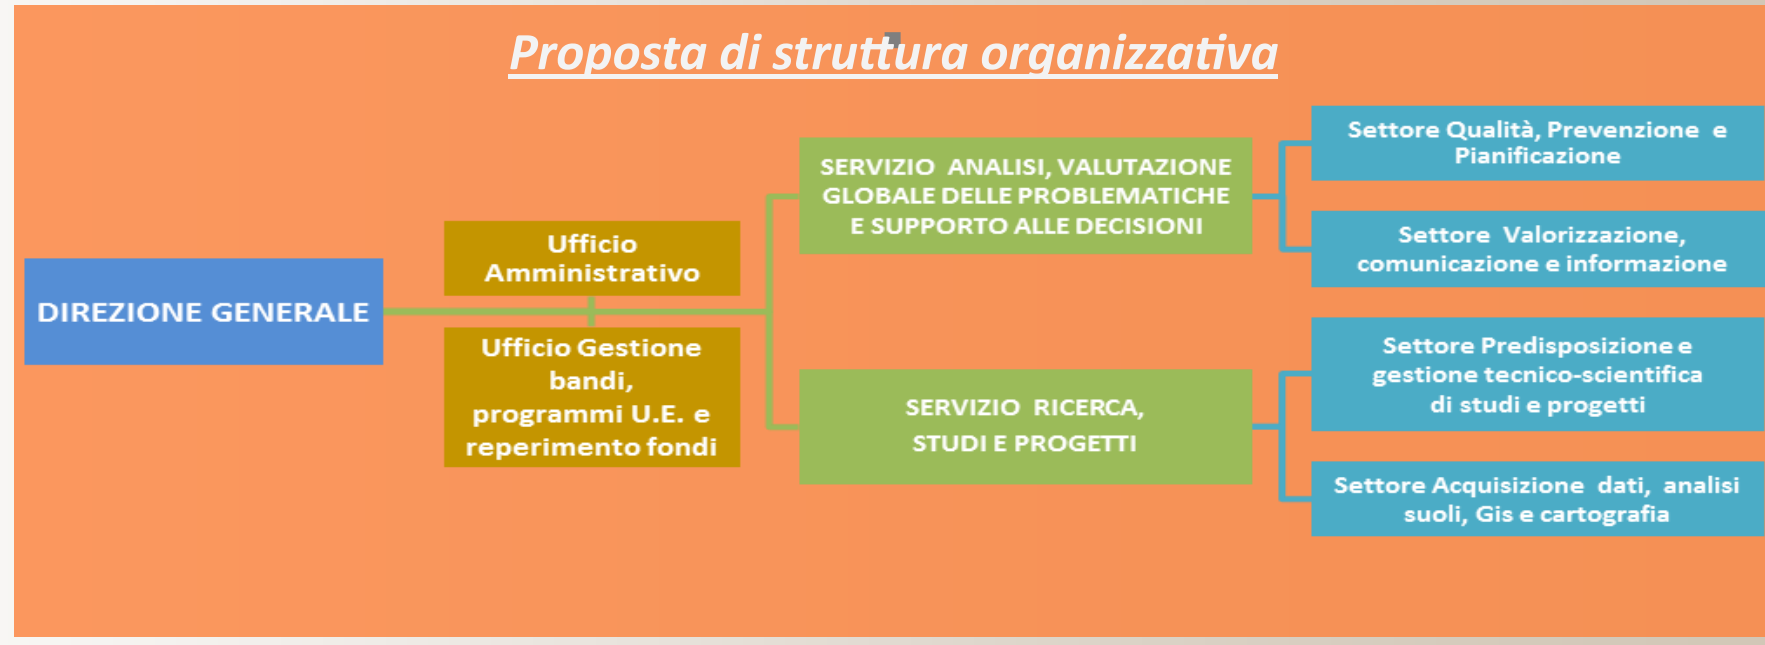 Proposta di struttura organizzativa
DIREZIONE GENERALE
Ufficio
Amministrativo
Ufficio Gestione
bandi,
programmi U.E. e
reperimento fondi
SERVIZIO ANALISI, VALUTAZIONE
GLOBALE DELLE PROBLEMATICHE
E SUPPORTO ALLE DECISIONI
SERVIZIO RICERCA,
STUDI E PROGETTI
Settore Qualità, Prevenzione e
Pianificazione
Settore Valorizzazione,
comunicazione e informazione
Settore Predisposizione e
gestione tecnico-scientifica
di studi e progetti
Settore Acquisizione dati, analisi
suoli, Gis e cartografia